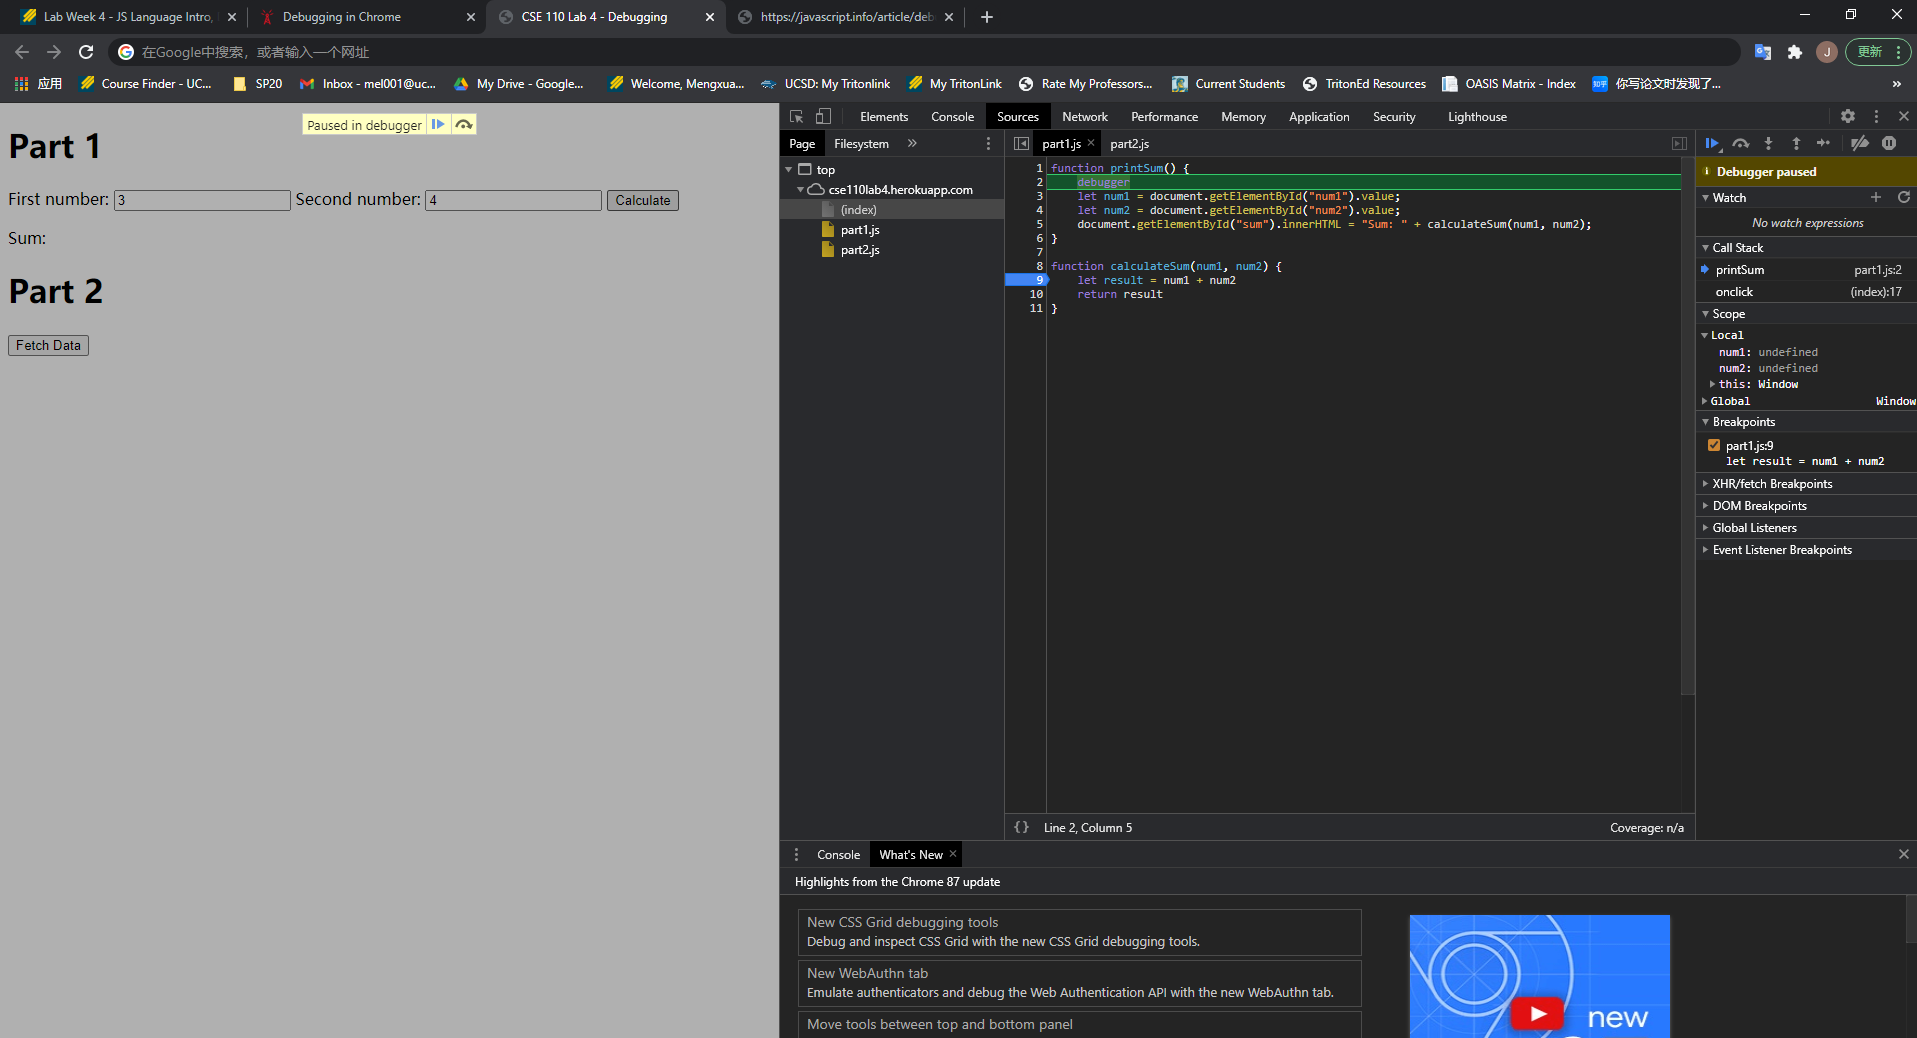 Lab Week 4 - JS Language Intro,
Debugging in Chrome
CSE 110 Lab 4 - Debugging
https://javascript.info/article/deb
在Google中搜索，或者输入一个网址
J
更新
应用
Course Finder - UC...
SP20
Inbox - mel001@uc...
My Drive - Google...
Welcome, Mengxua...
UCSD: My Tritonlink
My TritonLink
Rate My Professors...
Current Students
TritonEd Resources
OASIS Matrix - Index
知乎
你写论文时发现了...
»
Paused in debugger
Part 1
First number: 3 Second number: 4 Calculate
Sum:
Part 2
Fetch Data
Elements Console Sources Network Performance Memory Application Security Lighthouse
Page Filesystem »
top
cse110lab4.herokuapp.com
(index)
part1.js
part2.js
part1.js part2.js
1 function printSum() {
2 debugger
3 let num1 = document.getElementById("num1").value;
4 let num2 = document.getElementById("num2").value;
5 document.getElementById("sum").innerHTML = "Sum: " + calculateSum(num1, num2);
6 }
7
8 function calculateSum(num1, num2) {
9 let result = num1 + num2
10 return result
11 }
{} Line 2, Column 5 Coverage: n/a
Debugger paused
Watch
No watch expressions
Call Stack
printSum part1.js:2
onclick (index):17
Scope
Local
num1: undefined
num2: undefined
this: Window
Global Window
Breakpoints
part1.js:9
let result = num1 + num2
XHR/fetch Breakpoints
DOM Breakpoints
Global Listeners
Event Listener Breakpoints
Console What's New
Highlights from the Chrome 87 update
New CSS Grid debugging tools
Debug and inspect CSS Grid with the new CSS Grid debugging tools.
New WebAuthn tab
Emulate authenticators and debug the Web Authentication API with the new WebAuthn tab.
Move tools between top and bottom panel
new